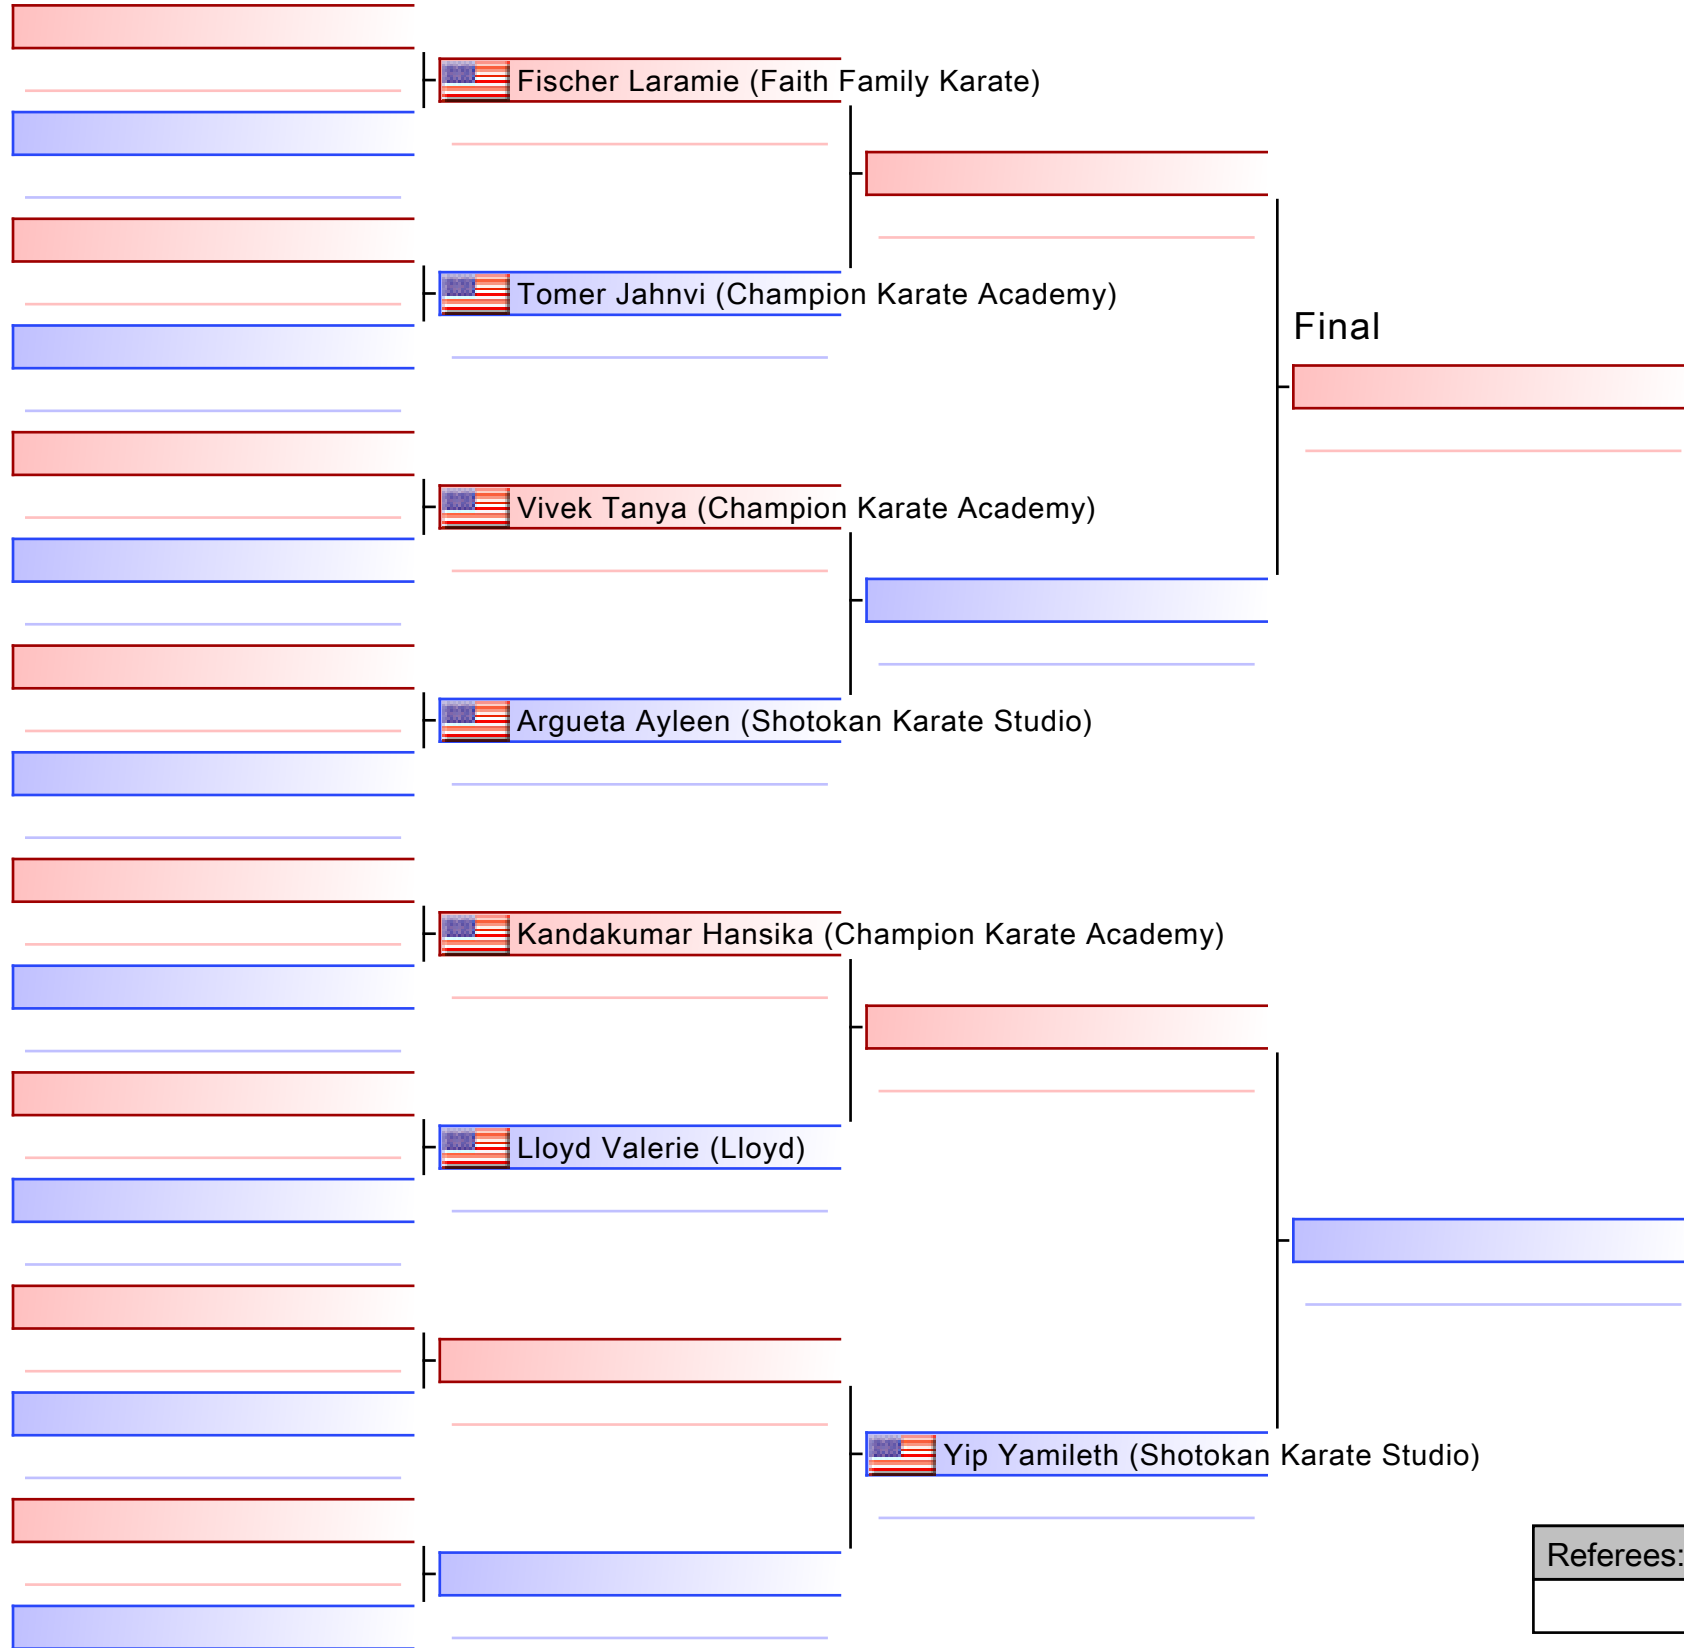 Fischer Laramie (Faith Family Karate)
Tomer Jahnvi (Champion Karate Academy)
Final
Vivek Tanya (Champion Karate Academy)
Argueta Ayleen (Shotokan Karate Studio)
Kandakumar Hansika (Champion Karate Academy)
Lloyd Valerie (Lloyd)
Yip Yamileth (Shotokan Karate Studio)
Referees: